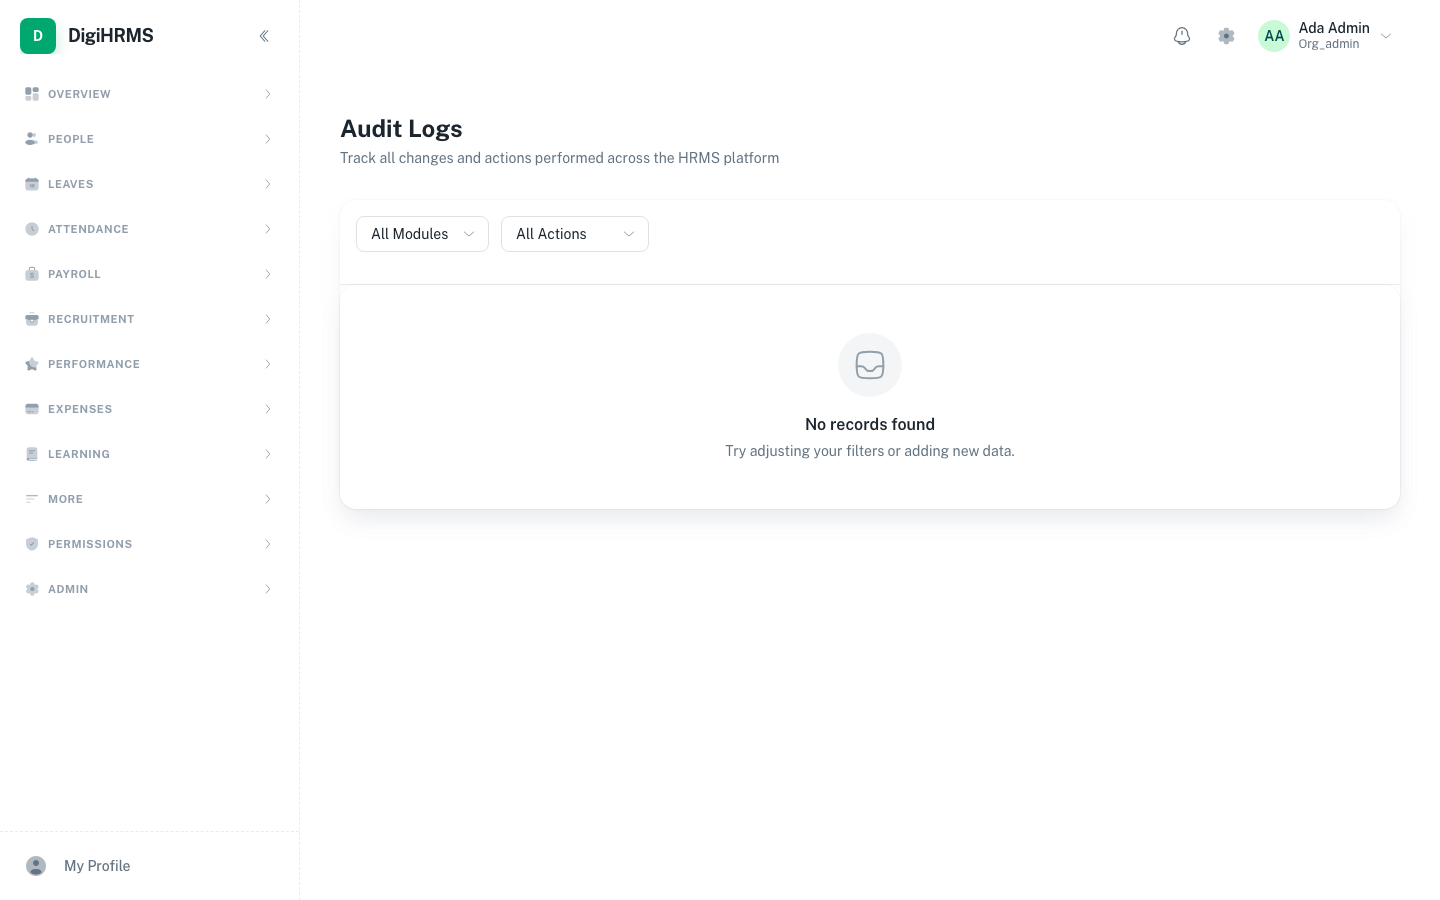 D
DigiHRMS
OVERVIEW
PEOPLE
LEAVES
ATTENDANCE
PAYROLL
RECRUITMENT
PERFORMANCE
EXPENSES
LEARNING
MORE
PERMISSIONS
ADMIN
My Profile
AA
Ada Admin
Org_admin
Audit Logs
Track all changes and actions performed across the HRMS platform
All Modules
All Actions
No records found
Try adjusting your filters or adding new data.